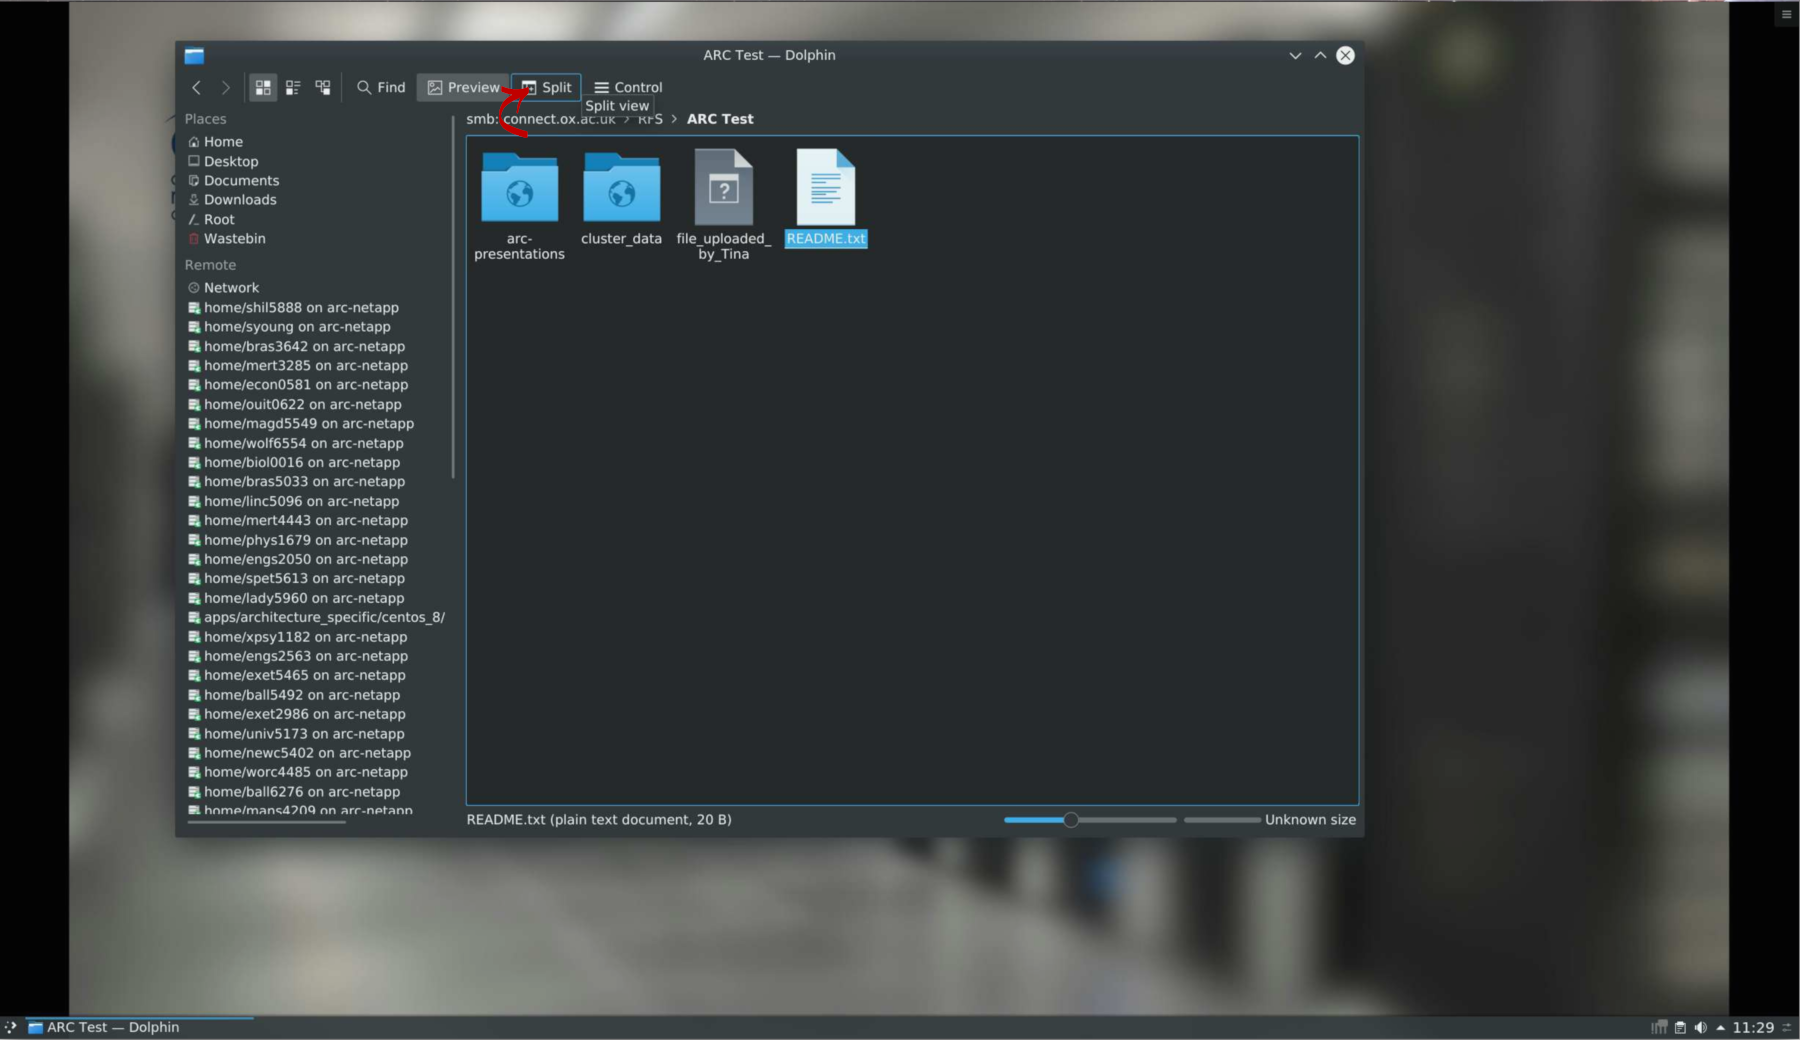 ARC Test — Dolphin
Find
Preview
Split
Control
Split view
smb: connect.ox.ac.uk > RFS > ARC Test
Places
Home
Desktop
Documents
Downloads
Root
Wastebin
Remote
Network
home/shil5888 on arc-netapp
home/syoung on arc-netapp
home/bras3642 on arc-netapp
home/mert3285 on arc-netapp
home/econ0581 on arc-netapp
home/ouit0622 on arc-netapp
home/magd5549 on arc-netapp
home/wolf6554 on arc-netapp
home/biol0016 on arc-netapp
home/bras5033 on arc-netapp
home/linc5096 on arc-netapp
home/mert4443 on arc-netapp
home/phys1679 on arc-netapp
home/engs2050 on arc-netapp
home/spet5613 on arc-netapp
home/lady5960 on arc-netapp
apps/architecture_specific/centos_8/
home/xpsy1182 on arc-netapp
home/engs2563 on arc-netapp
home/exet5465 on arc-netapp
home/ball5492 on arc-netapp
home/exet2986 on arc-netapp
home/univ5173 on arc-netapp
home/newc5402 on arc-netapp
home/worc4485 on arc-netapp
home/ball6276 on arc-netapp
home/mans4209 on arc-netapp
arc-
presentations
cluster_data
file_uploaded_
by_Tina
README.txt
README.txt (plain text document, 20 B)
Unknown size
ARC Test — Dolphin
11:29